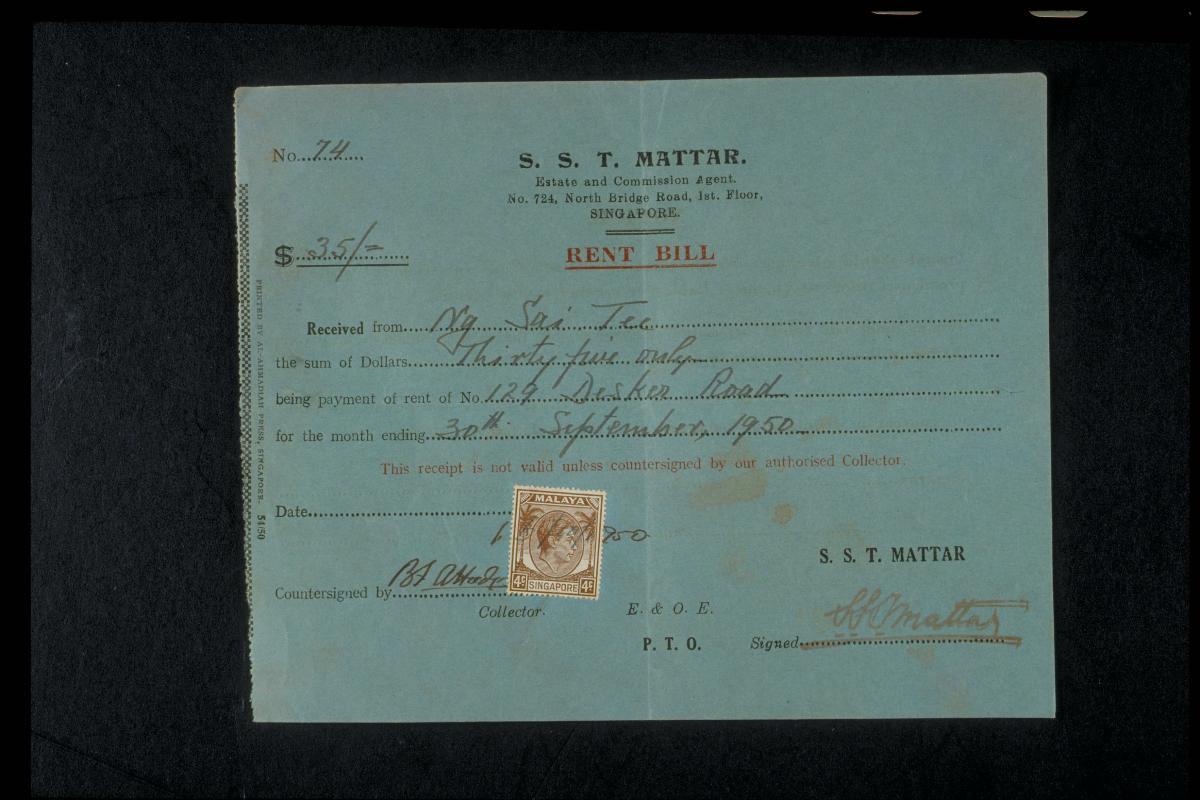 No. 74
S. S. T. MATTAR.
Estate and Commission Agent.
No. 724, North Bridge Road, 1st. Floor,
SINGAPORE.
$ 35/=
RENT BILL
Received from Ng Sai Tee
the sum of Dollars Thirty five only
being payment of rent of No. 129 Desker Road
for the month ending 30th September, 1950
This receipt is not valid unless countersigned by our authorised Collector.
Date
MALAYA
4c SINGAPORE 4c
S. S. T. MATTAR
Countersigned by
Collector.
E. & O. E.
P. T. O.
Signed SSTMattar
PRINTED BY AL-AHMADIAH PRESS, SINGAPORE. 54/50